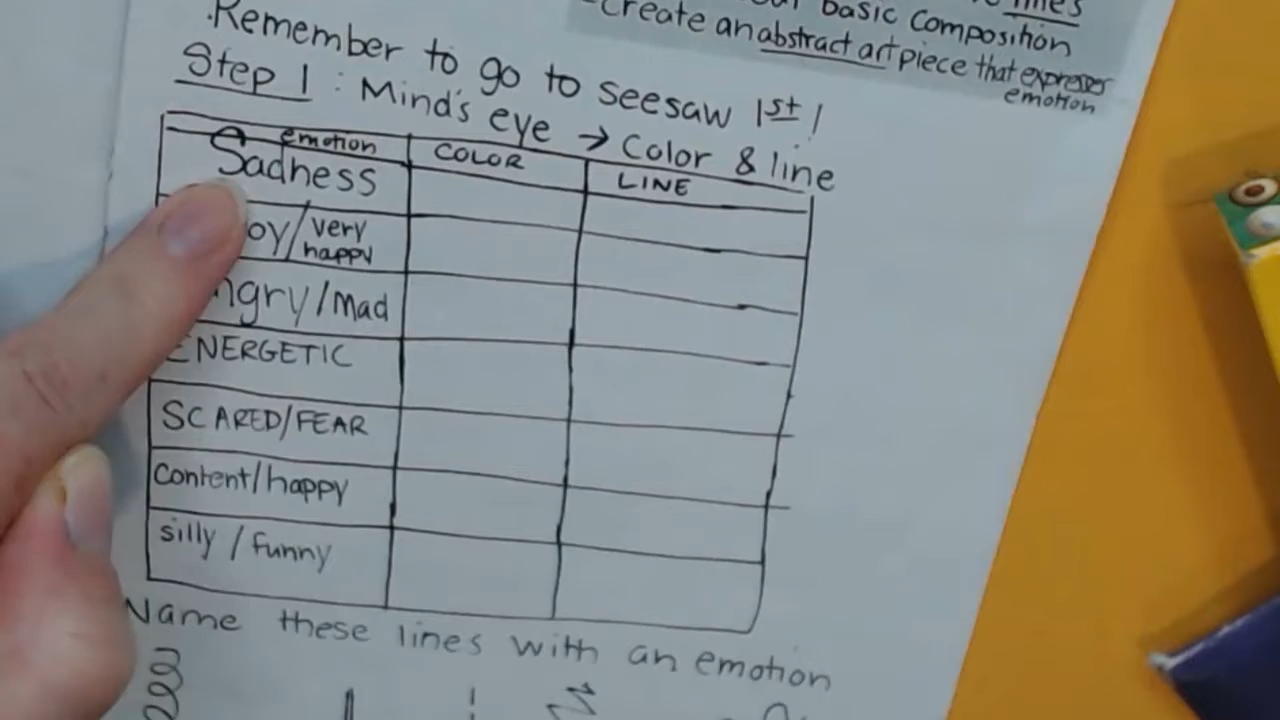 lines
basic composition
-Create an abstract art piece that expresses
emotion
.Remember to go to seesaw 1st!
Step 1 : Mind's eye → Color & line
emotion COLOR LINE
Sadness
oy/very
happy
ngry/Mad
ENERGETIC
SCARED/FEAR
Content/happy
silly / funny
Name these lines with an emotion